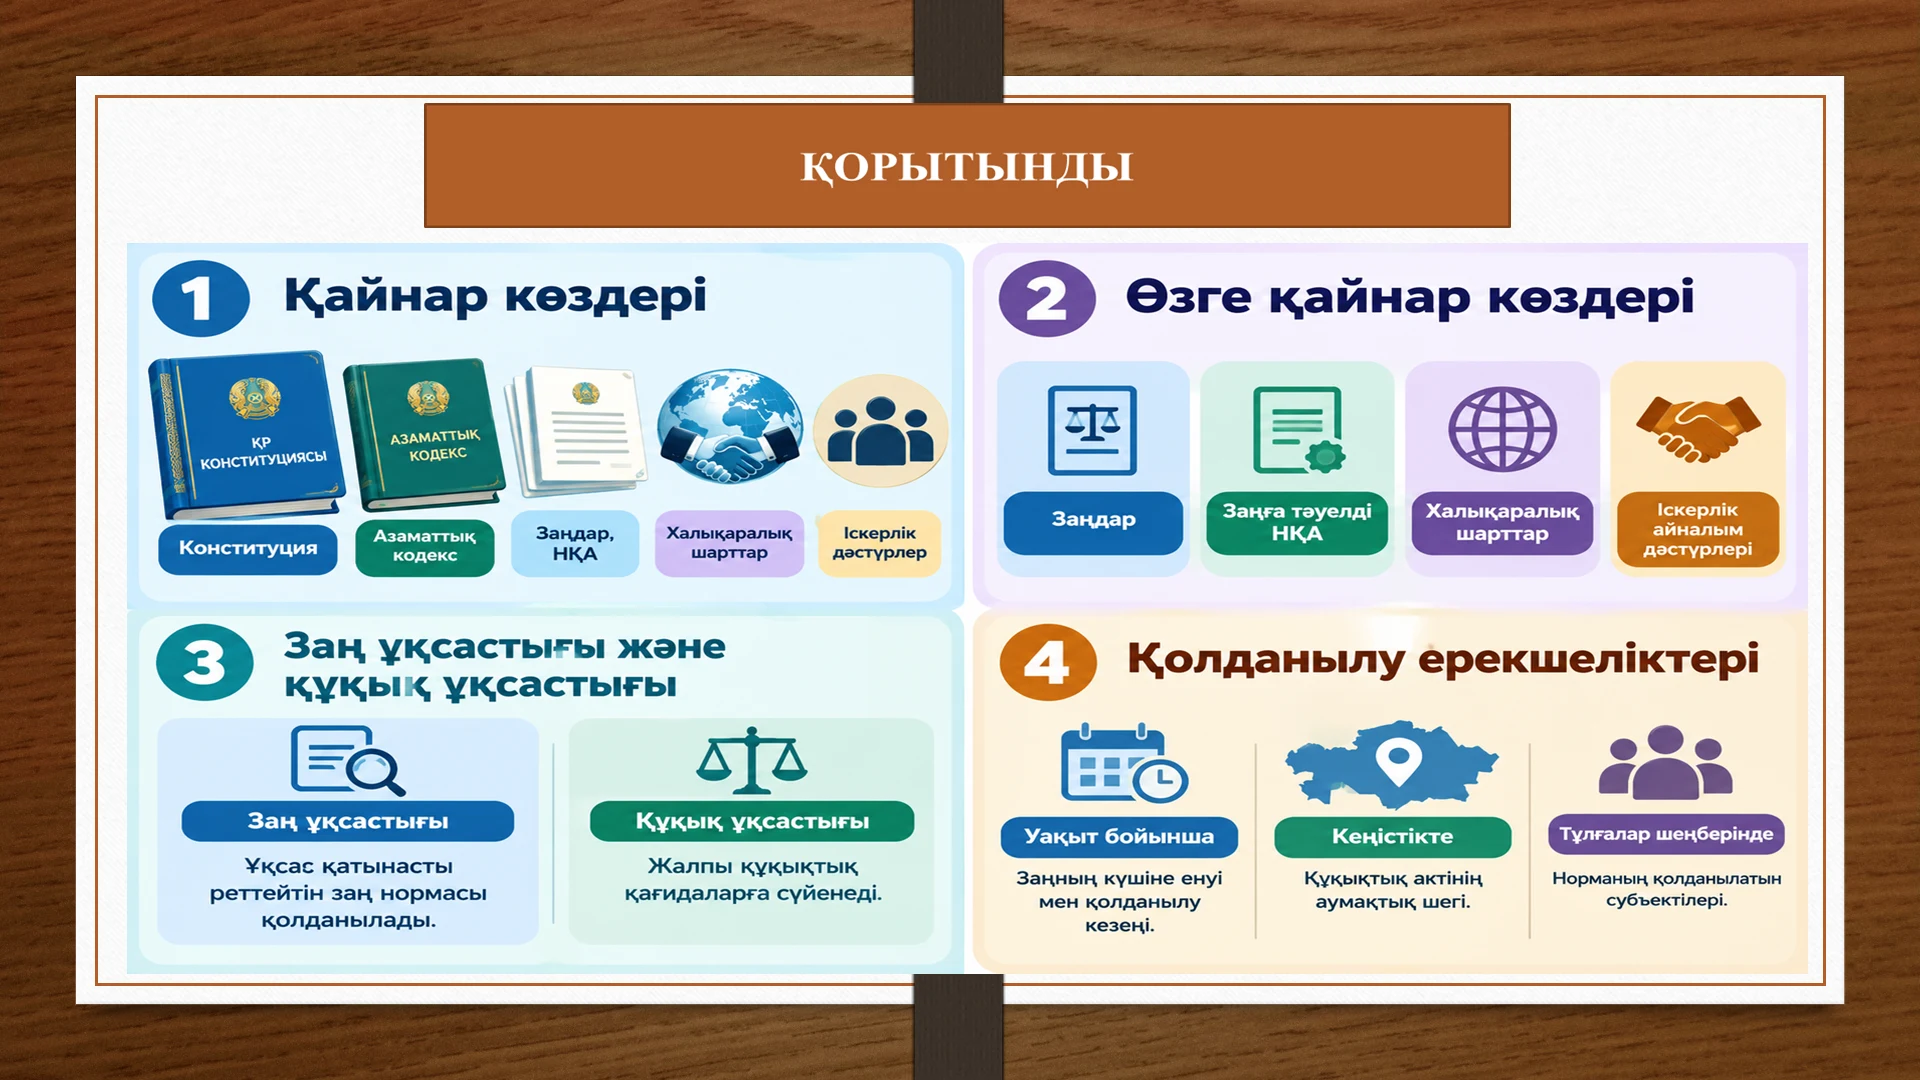 ҚОРЫТЫНДЫ
1
Қайнар көздері
ҚР
КОНСТИТУЦИЯСЫ
АЗАМАТТЫҚ
КОДЕКС
Конституция
Азаматтық
кодекс
Заңдар,
НҚА
Халықаралық
шарттар
Іскерлік
дәстүрлер
2
Өзге қайнар көздері
Заңдар
Заңға тәуелді
НҚА
Халықаралық
шарттар
Іскерлік
айналым
дәстүрлері
3
Заң ұқсастығы және
құқық ұқсастығы
Заң ұқсастығы
Ұқсас қатынасты
реттейтін заң нормасы
қолданылады.
Құқық ұқсастығы
Жалпы құқықтық
қағидаларға сүйенеді.
4
Қолданылу ерекшеліктері
Уақыт бойынша
Заңның күшіне енуі
мен қолданылу
кезеңі.
Кеңістікте
Құқықтық актінің
аумақтық шегі.
Тұлғалар шеңберінде
Норманың қолданылатын
субъектілері.